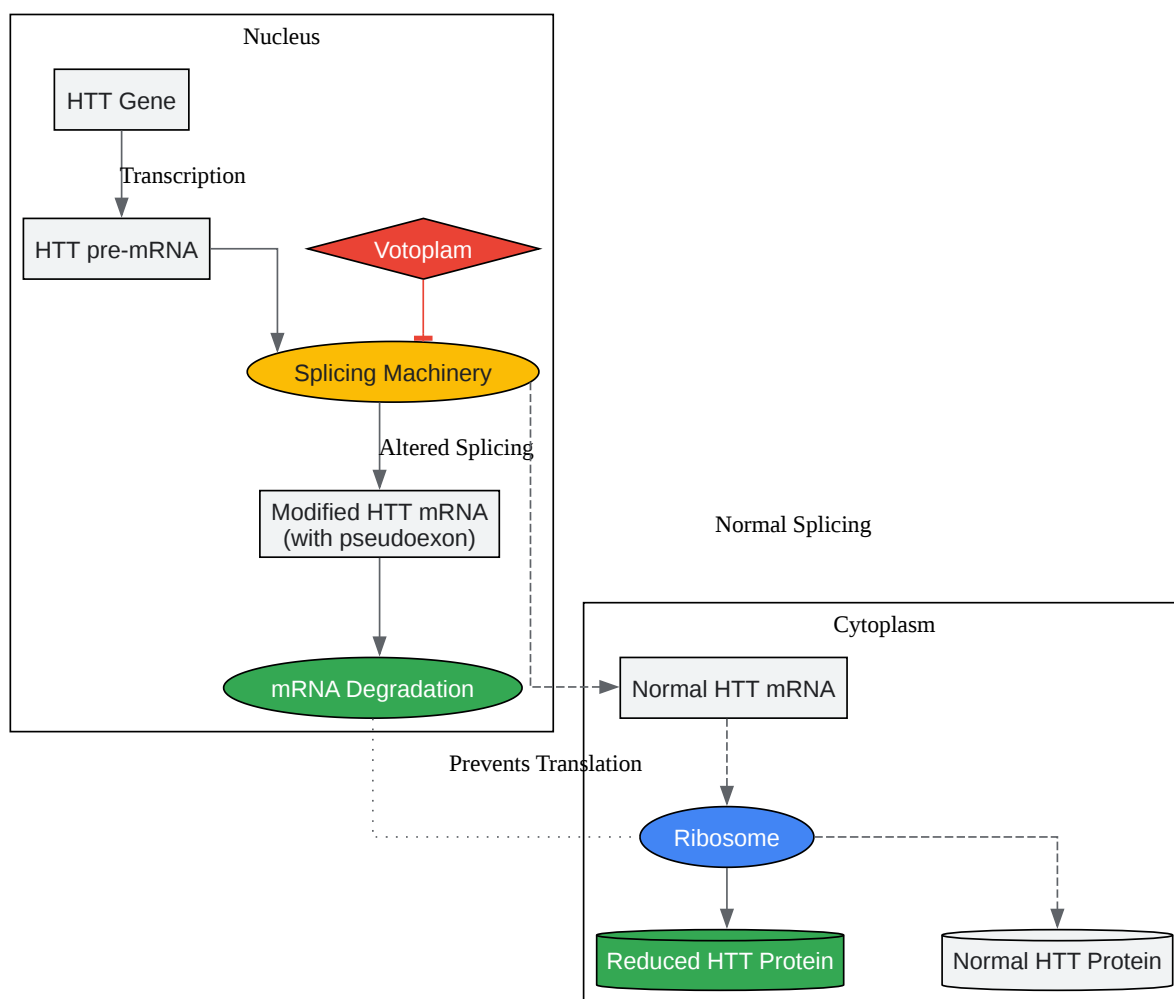 Nucleus
HTT Gene
Transcription
HTT pre-mRNA
Votoplam
Splicing Machinery
Altered Splicing
Modified HTT mRNA
(with pseudoexon)
Normal Splicing
Cytoplasm
mRNA Degradation
Normal HTT mRNA
Prevents Translation
Ribosome
Reduced HTT Protein
Normal HTT Protein